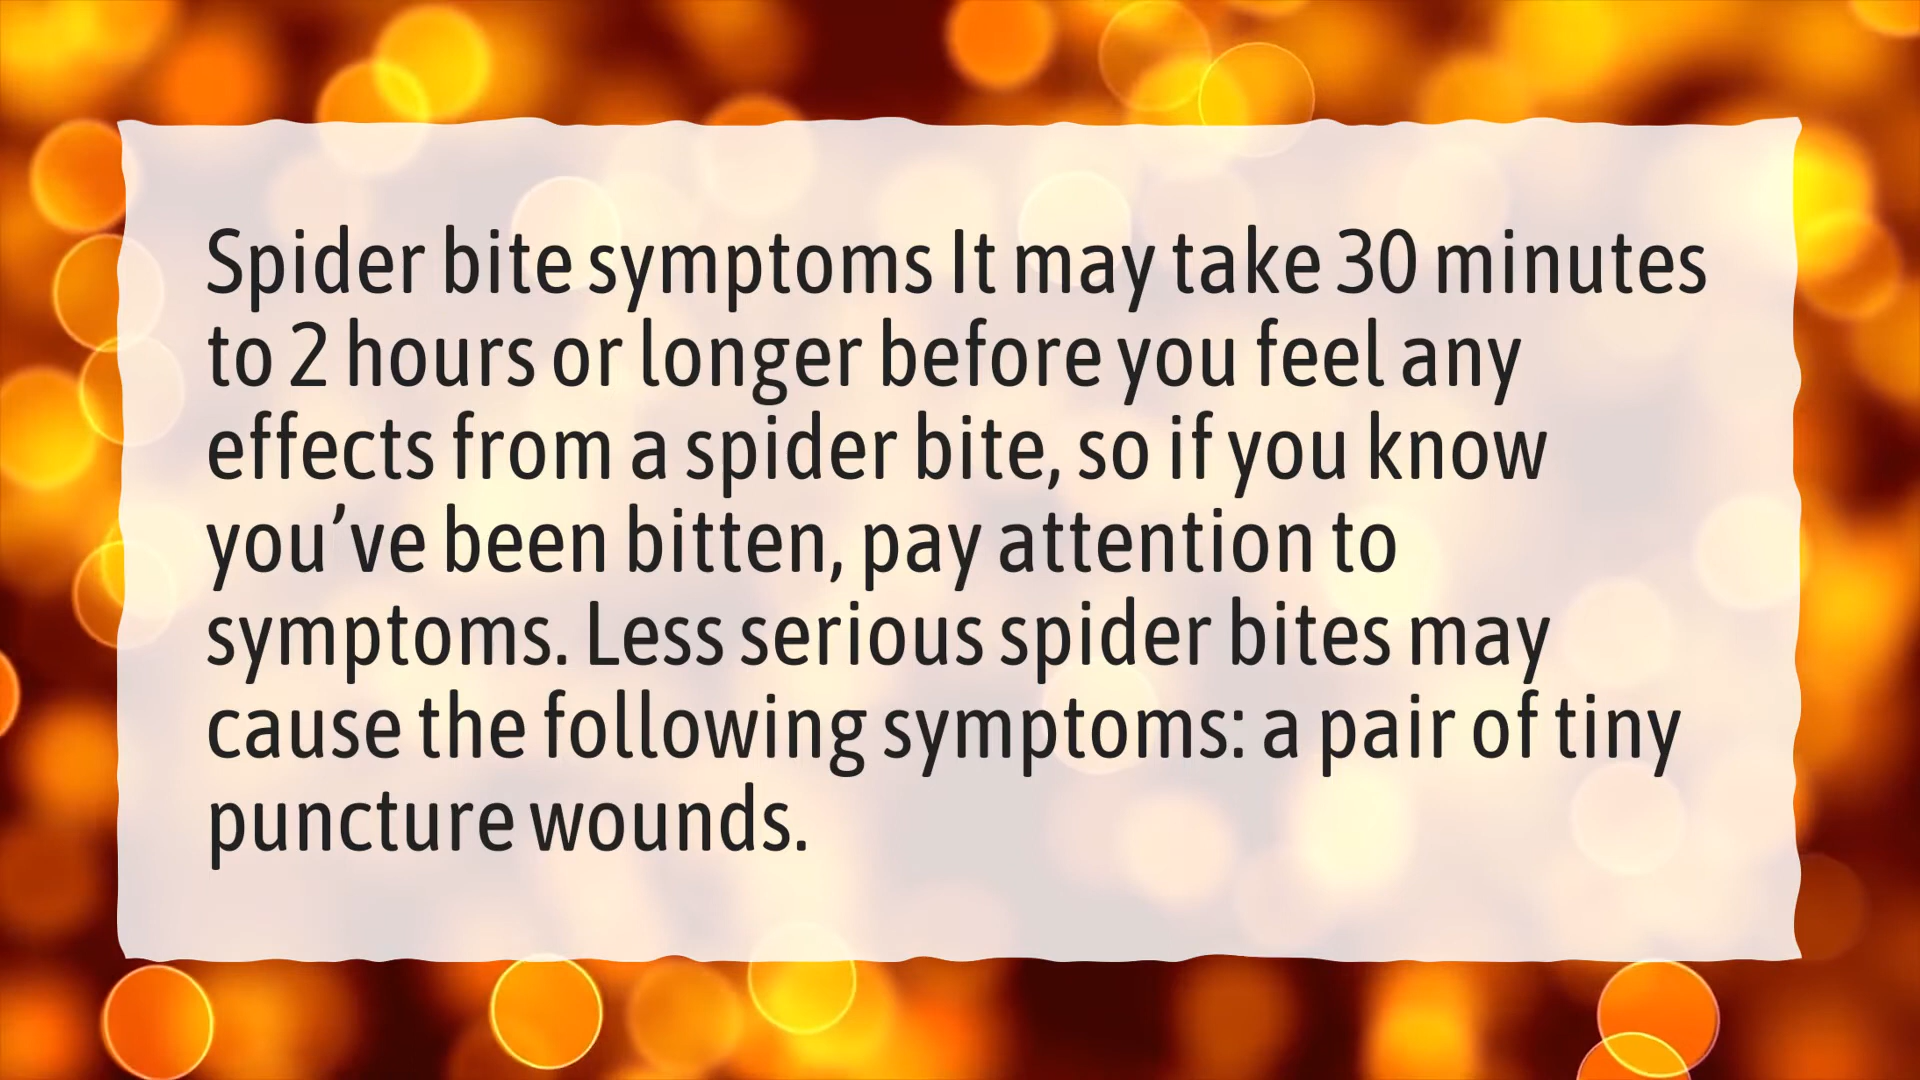 Spider bite symptoms It may take 30 minutes
to 2 hours or longer before you feel any
effects from a spider bite, so if you know
you’ve been bitten, pay attention to
symptoms. Less serious spider bites may
cause the following symptoms: a pair of tiny
puncture wounds.